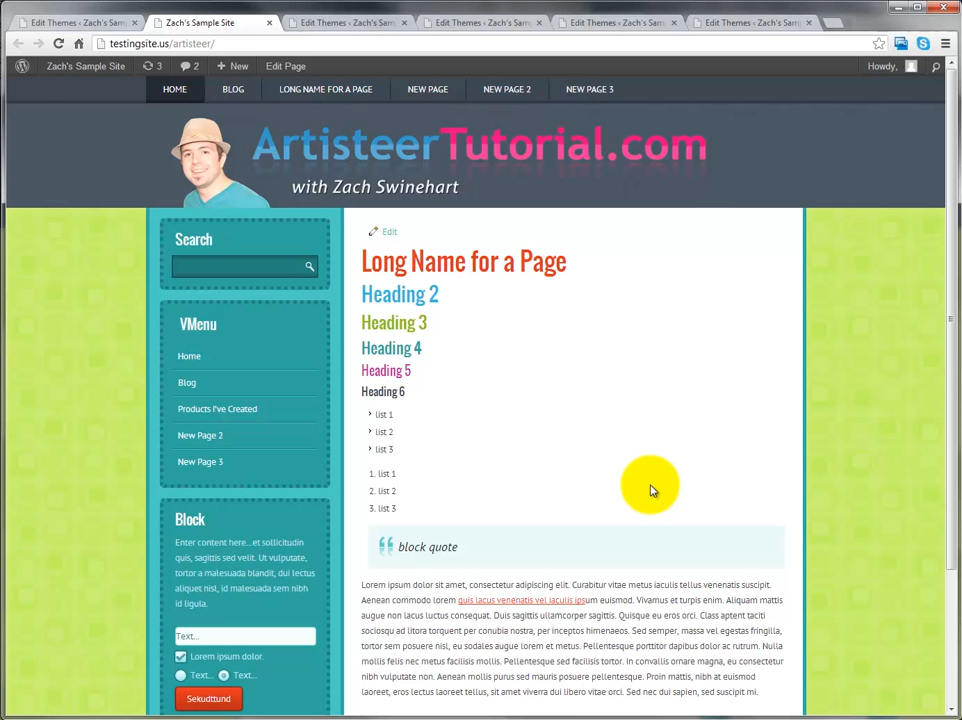 Edit Themes ‹ Zach's Sam
Zach's Sample Site
Edit Themes ‹ Zach's Sam
Edit Themes ‹ Zach's Sam
Edit Themes ‹ Zach's Sam
Edit Themes ‹ Zach's Sam
testingsite.us/artisteer/
Zach's Sample Site 3 2 + New Edit Page Howdy,
HOME BLOG LONG NAME FOR A PAGE NEW PAGE NEW PAGE 2 NEW PAGE 3
ArtisteerTutorial.com
with Zach Swinehart
Search
VMenu
Home
Blog
Products I've Created
New Page 2
New Page 3
Block
Enter content here...et sollicitudin
quis, sagittis sed velit. Ut vulputate,
tortor a malesuada blandit, dui lectus
aliquet nisl, id malesuada sem nibh
id ligula.
Text...
Lorem ipsum dolor.
Text... Text...
Sekudttund
Edit
Long Name for a Page
Heading 2
Heading 3
Heading 4
Heading 5
Heading 6
list 1
list 2
list 3
1. list 1
2. list 2
3. list 3
block quote
Lorem ipsum dolor sit amet, consectetur adipiscing elit. Curabitur vitae metus iaculis tellus venenatis suscipit.
Aenean commodo lorem quis lacus venenatis vel iaculis ipsum euismod. Vivamus et turpis enim. Aliquam mattis
augue non lacus luctus consequat. Duis sagittis ullamcorper sagittis. Quisque eu eros orci. Class aptent taciti
sociosqu ad litora torquent per conubia nostra, per inceptos himenaeos. Sed semper, massa vel egestas fringilla,
tortor sem posuere nisl, eu sodales augue lorem et metus. Pellentesque porttitor dapibus dolor ac rutrum. Nulla
mollis felis nec metus facilisis mollis. Pellentesque sed facilisis tortor. In convallis ornare magna, eu consectetur
nibh vulputate non. Aenean mollis purus sed mauris posuere pellentesque. Proin mattis, nibh at euismod
laoreet, eros lectus laoreet tellus, sit amet viverra dui libero vitae orci. Sed nec dui sapien, sed suscipit mi.